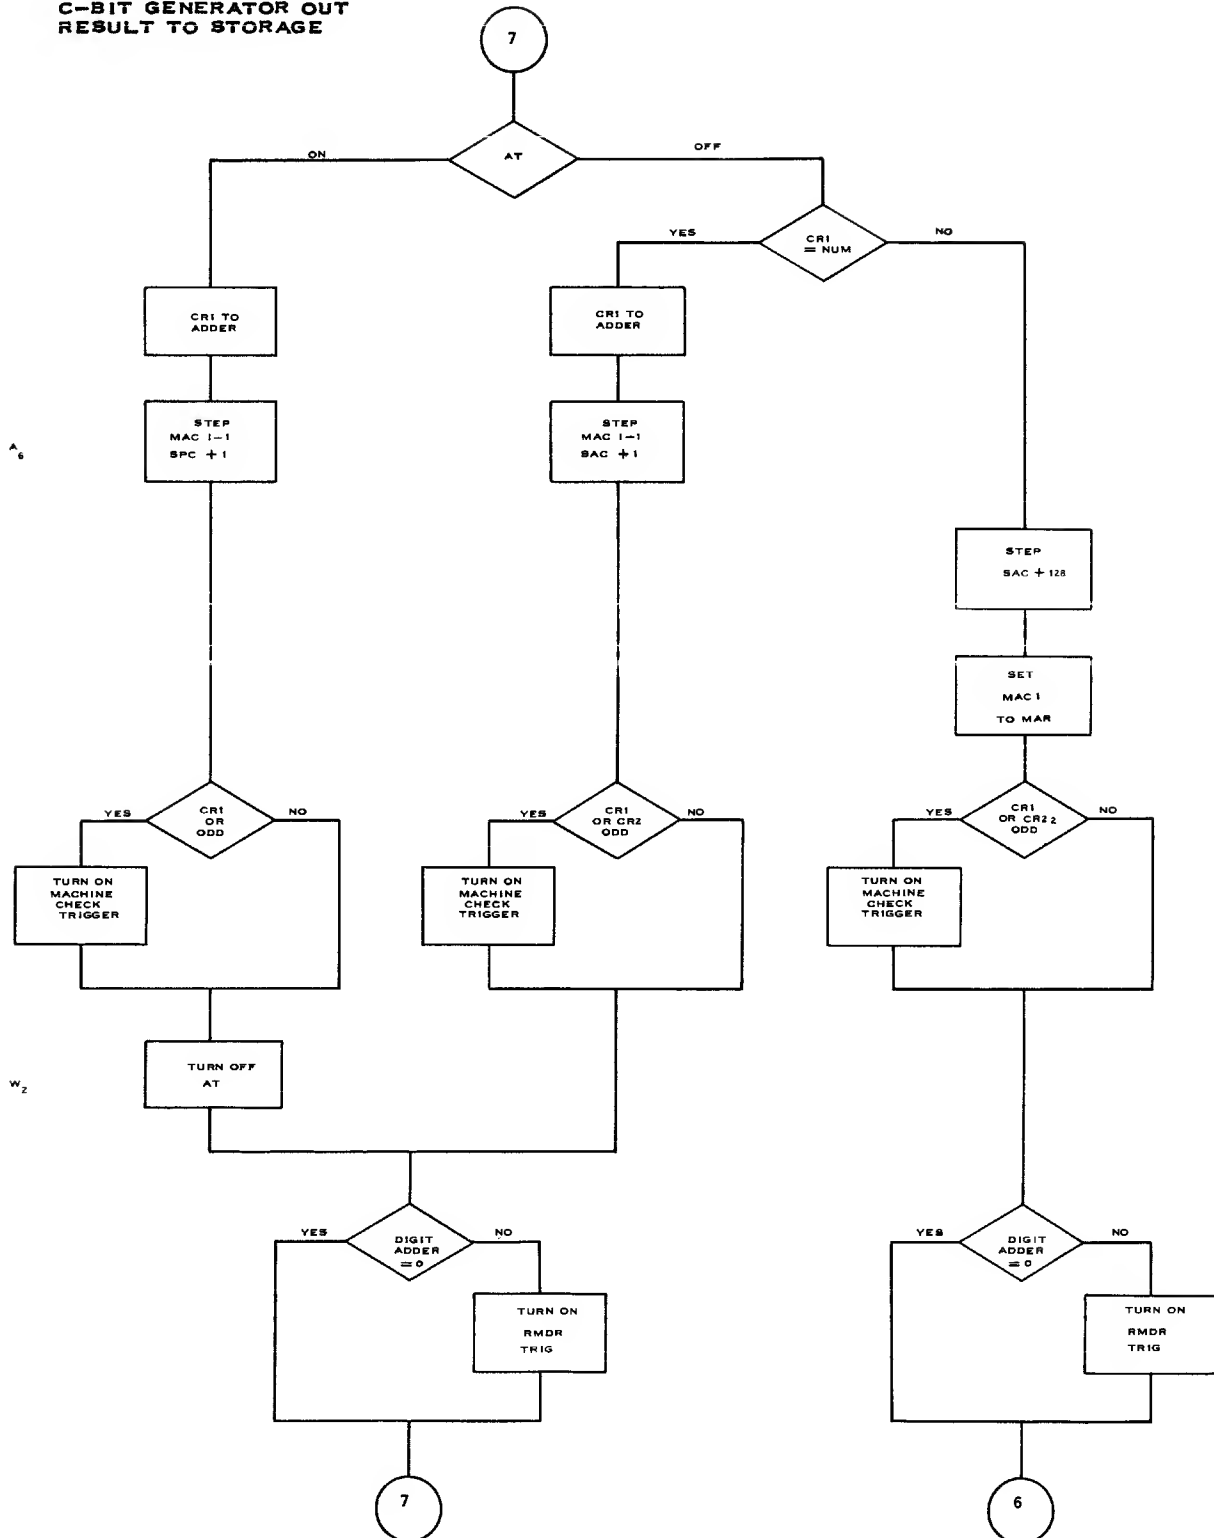 C-BIT GENERATOR OUT
RESULT TO STORAGE
7
AT
ON
OFF
CR1
= NUM
YES
NO
CR1 TO
ADDER
CR1 TO
ADDER
STEP
MAC 1-1
SPC + 1
STEP
MAC 1-1
SAC + 1
A6
STEP
SAC + 128
SET
MAC 1
TO MAR
YES
CR1
OR
ODD
NO
YES
CR1
OR CR2
ODD
NO
YES
CR1
OR CR2 2
ODD
NO
TURN ON
MACHINE
CHECK
TRIGGER
TURN ON
MACHINE
CHECK
TRIGGER
TURN ON
MACHINE
CHECK
TRIGGER
TURN OFF
AT
W2
YES
DIGIT
ADDER
= 0
NO
YES
DIGIT
ADDER
= 0
NO
TURN ON
RMDR
TRIG
TURN ON
RMDR
TRIG
7
6